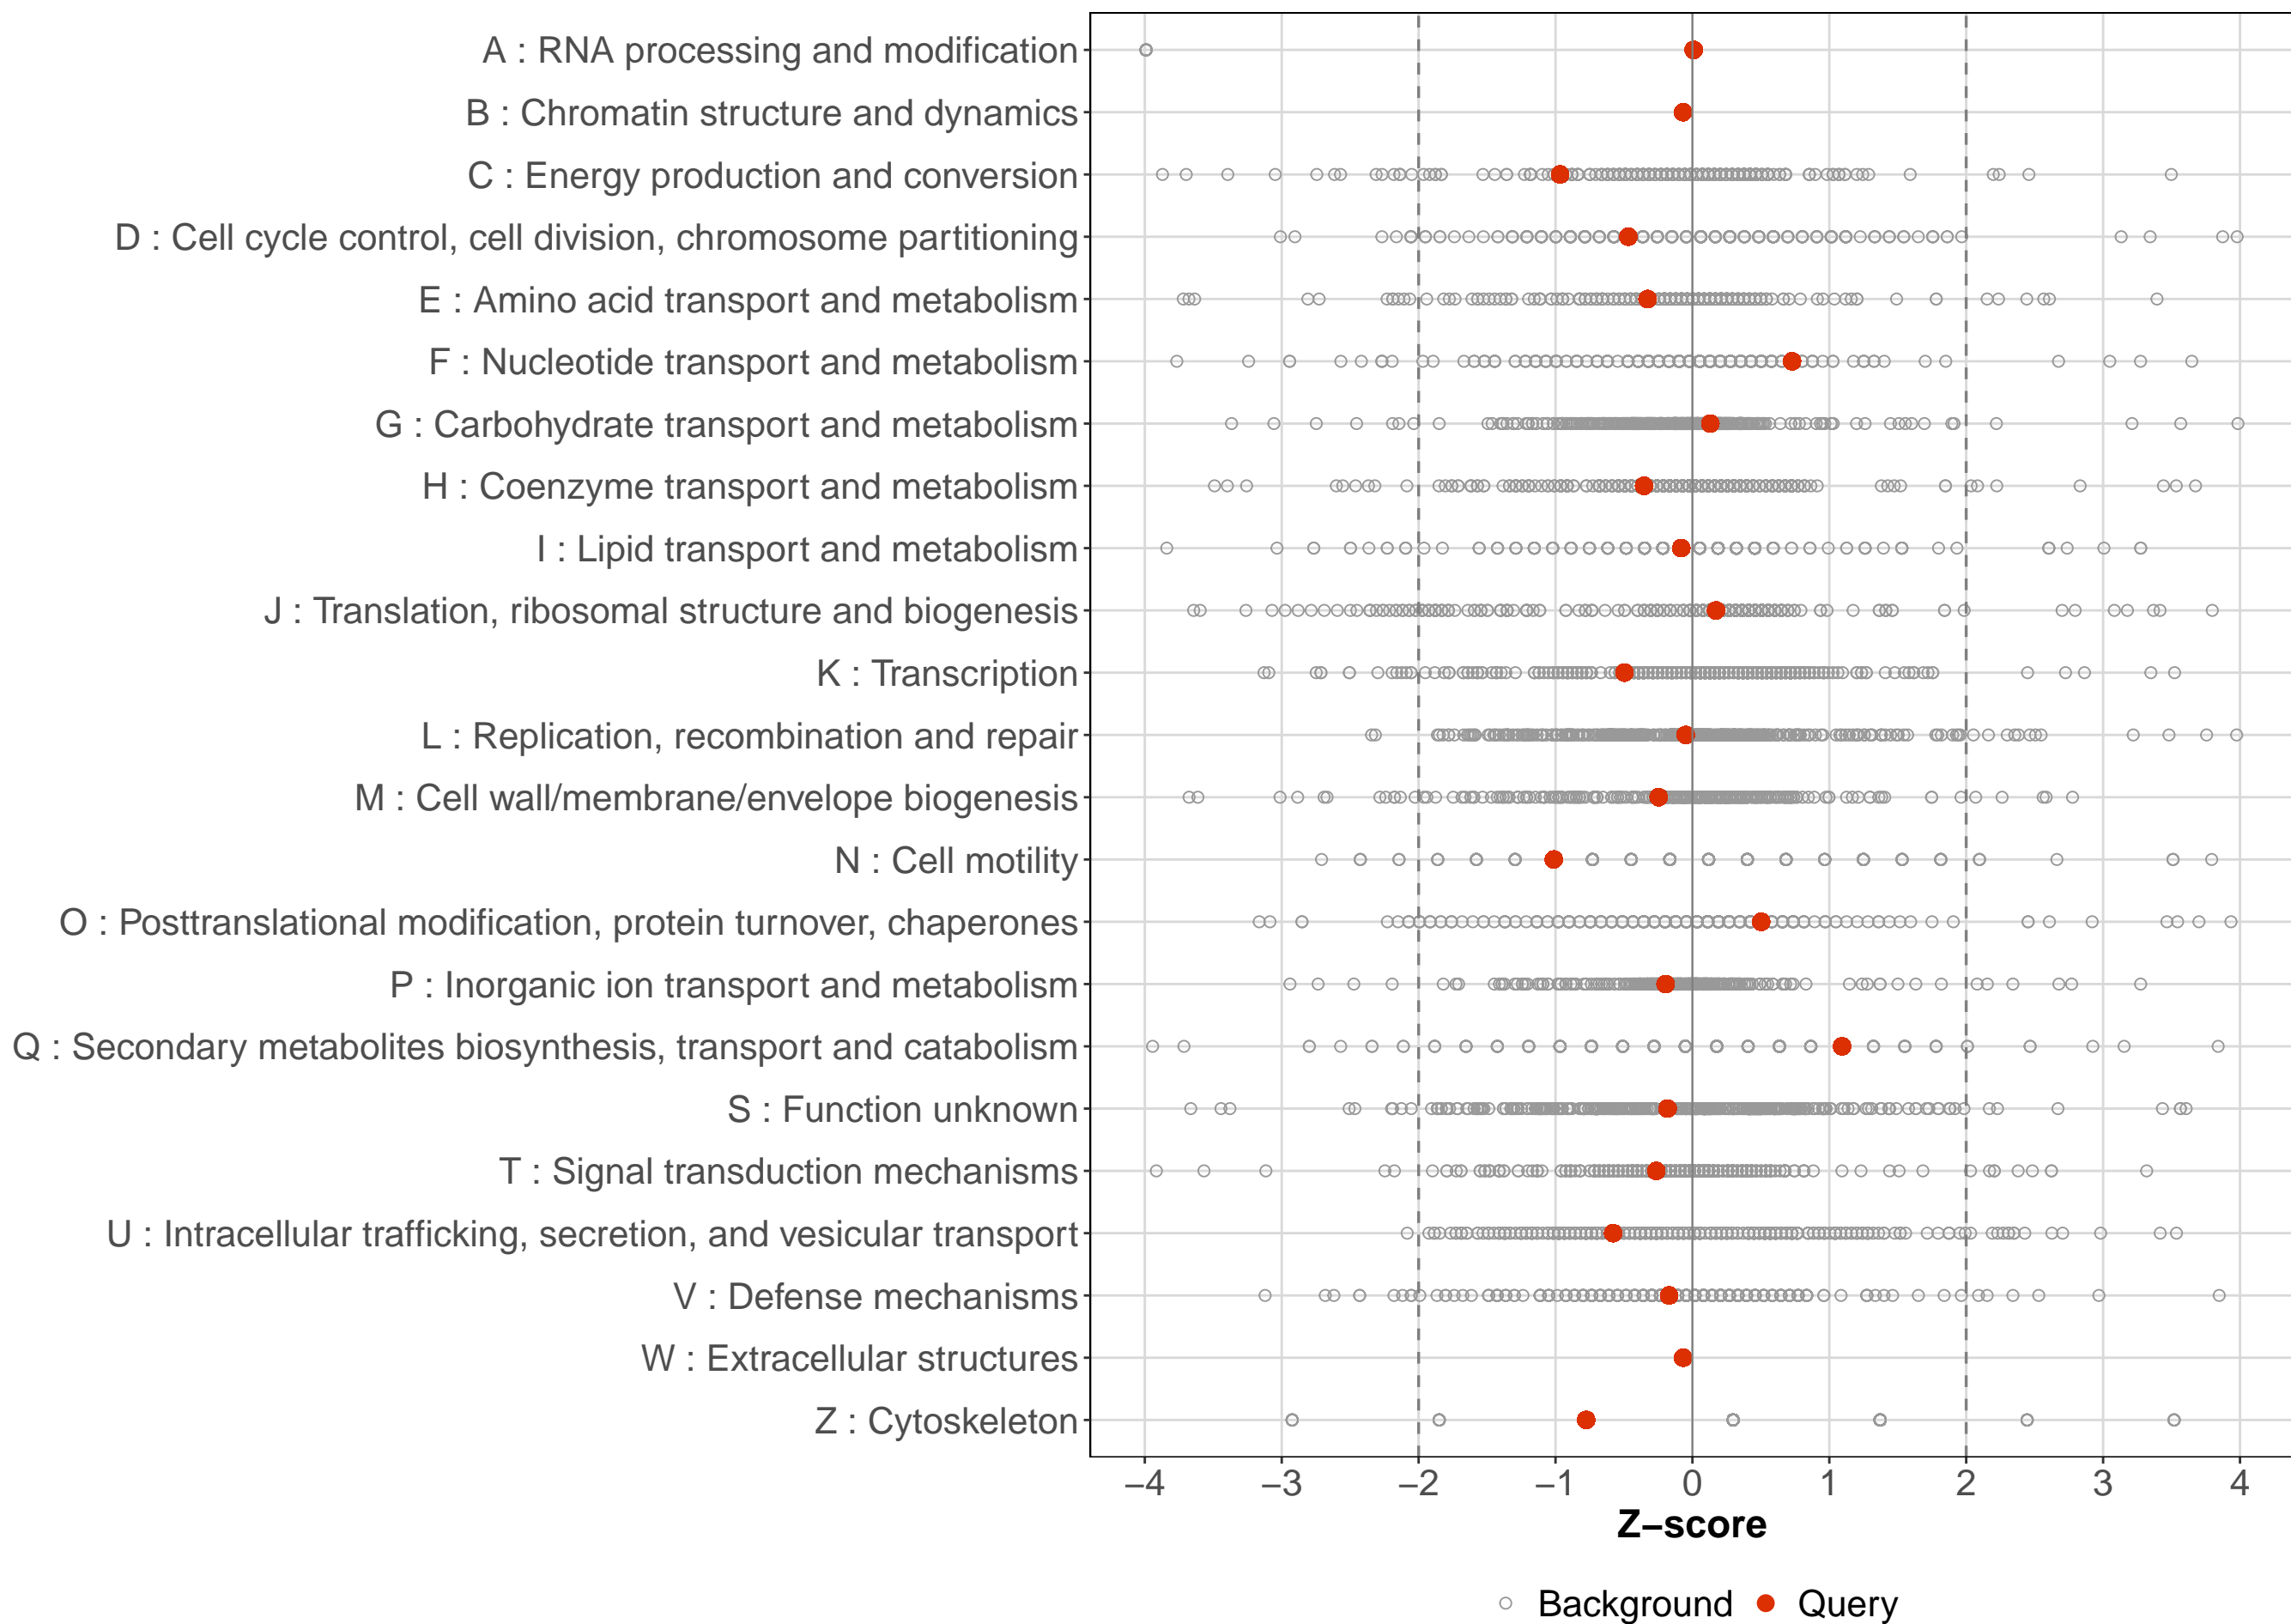 A : RNA processing and modification
B : Chromatin structure and dynamics
C : Energy production and conversion
D : Cell cycle control, cell division, chromosome partitioning
E : Amino acid transport and metabolism
F : Nucleotide transport and metabolism
G : Carbohydrate transport and metabolism
H : Coenzyme transport and metabolism
I : Lipid transport and metabolism
J : Translation, ribosomal structure and biogenesis
K : Transcription
L : Replication, recombination and repair
M : Cell wall/membrane/envelope biogenesis
N : Cell motility
O : Posttranslational modification, protein turnover, chaperones
P : Inorganic ion transport and metabolism
Q : Secondary metabolites biosynthesis, transport and catabolism
S : Function unknown
T : Signal transduction mechanisms
U : Intracellular trafficking, secretion, and vesicular transport
V : Defense mechanisms
W : Extracellular structures
Z : Cytoskeleton
−4 −3 −2 −1 0 1 2 3 4
Z−score
Background Query